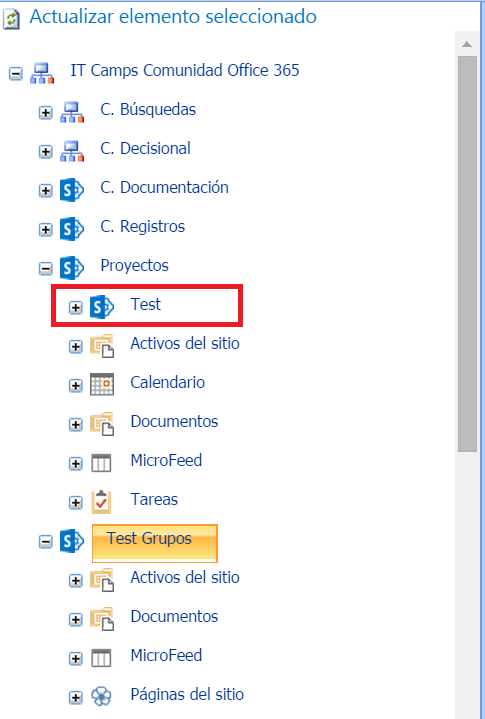 Actualizar elemento seleccionado
IT Camps Comunidad Office 365
C. Búsquedas
C. Decisional
C. Documentación
C. Registros
Proyectos
Test
Activos del sitio
Calendario
Documentos
MicroFeed
Tareas
Test Grupos
Activos del sitio
Documentos
MicroFeed
Páginas del sitio